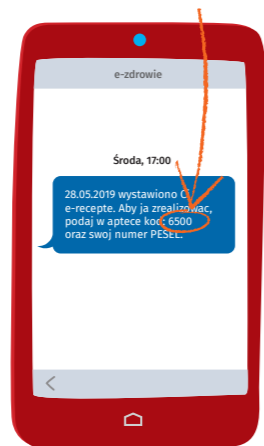 e-zdrowie
Środa, 17:00
28.05.2019 wystawiono Ci
e-recepte. Aby ja zrealizowac,
podaj w aptece kod: 6500
oraz swoj numer PESEL.